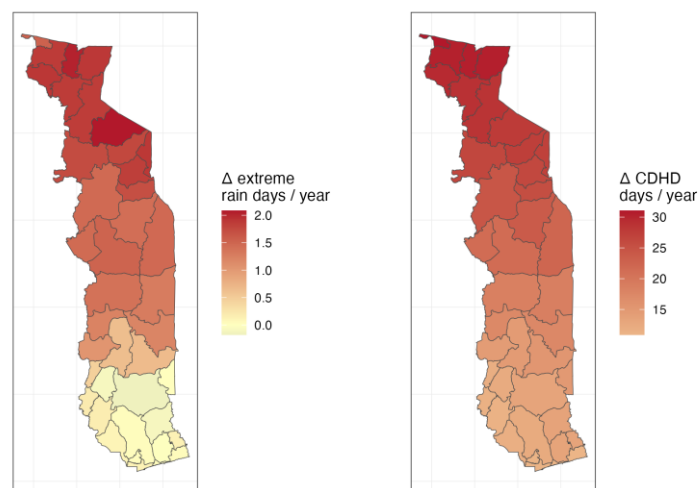 Δ extreme
rain days / year
2.0
1.5
1.0
0.5
0.0
Δ CDHD
days / year
30
25
20
15